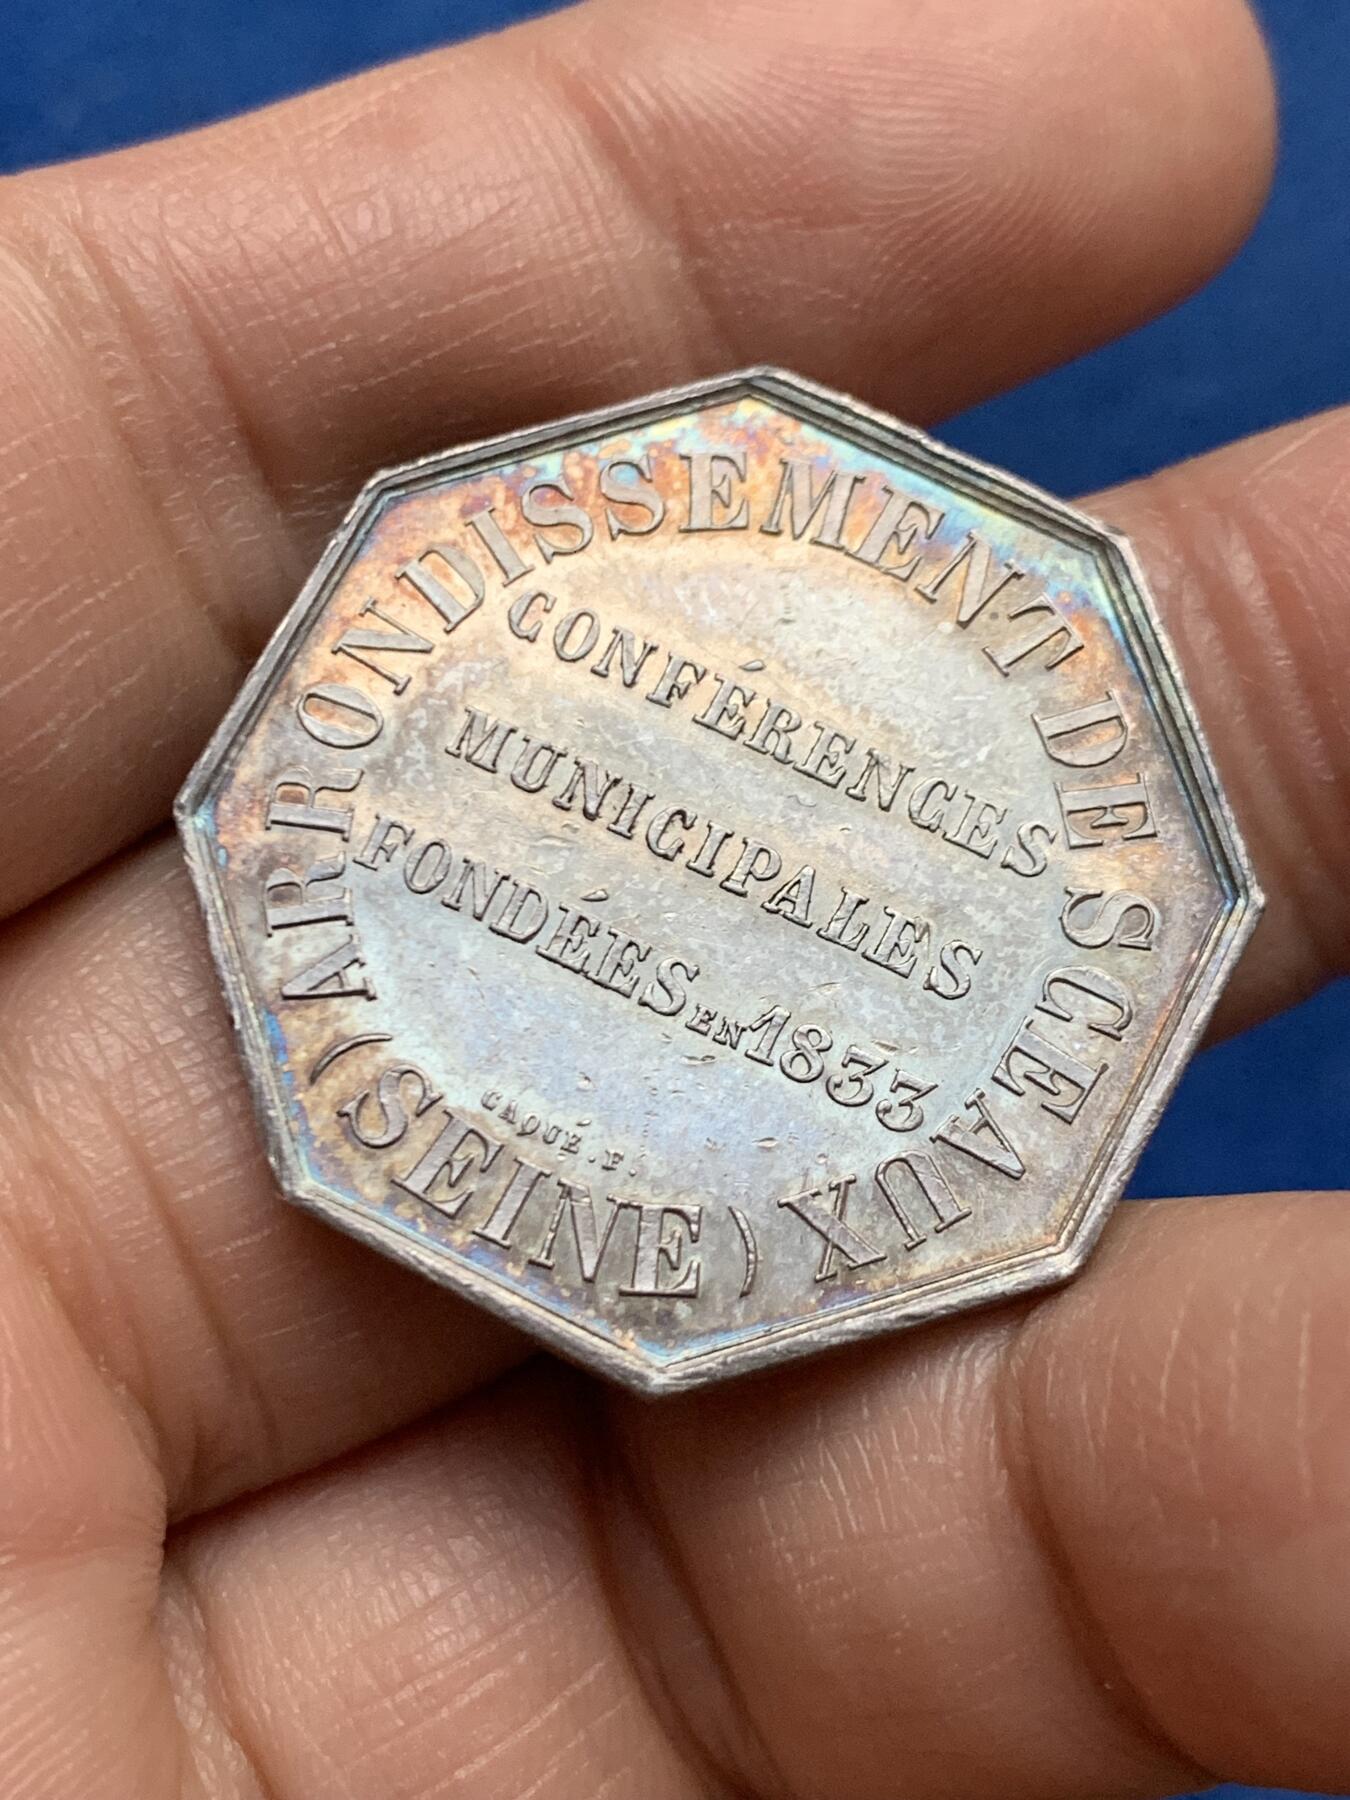 ARRONDISSEMENT DE SCEAUX
(SEINE)
CONFÉRENCES
MUNICIPALES
FONDÉES EN 1833
CAQUÉ.F.